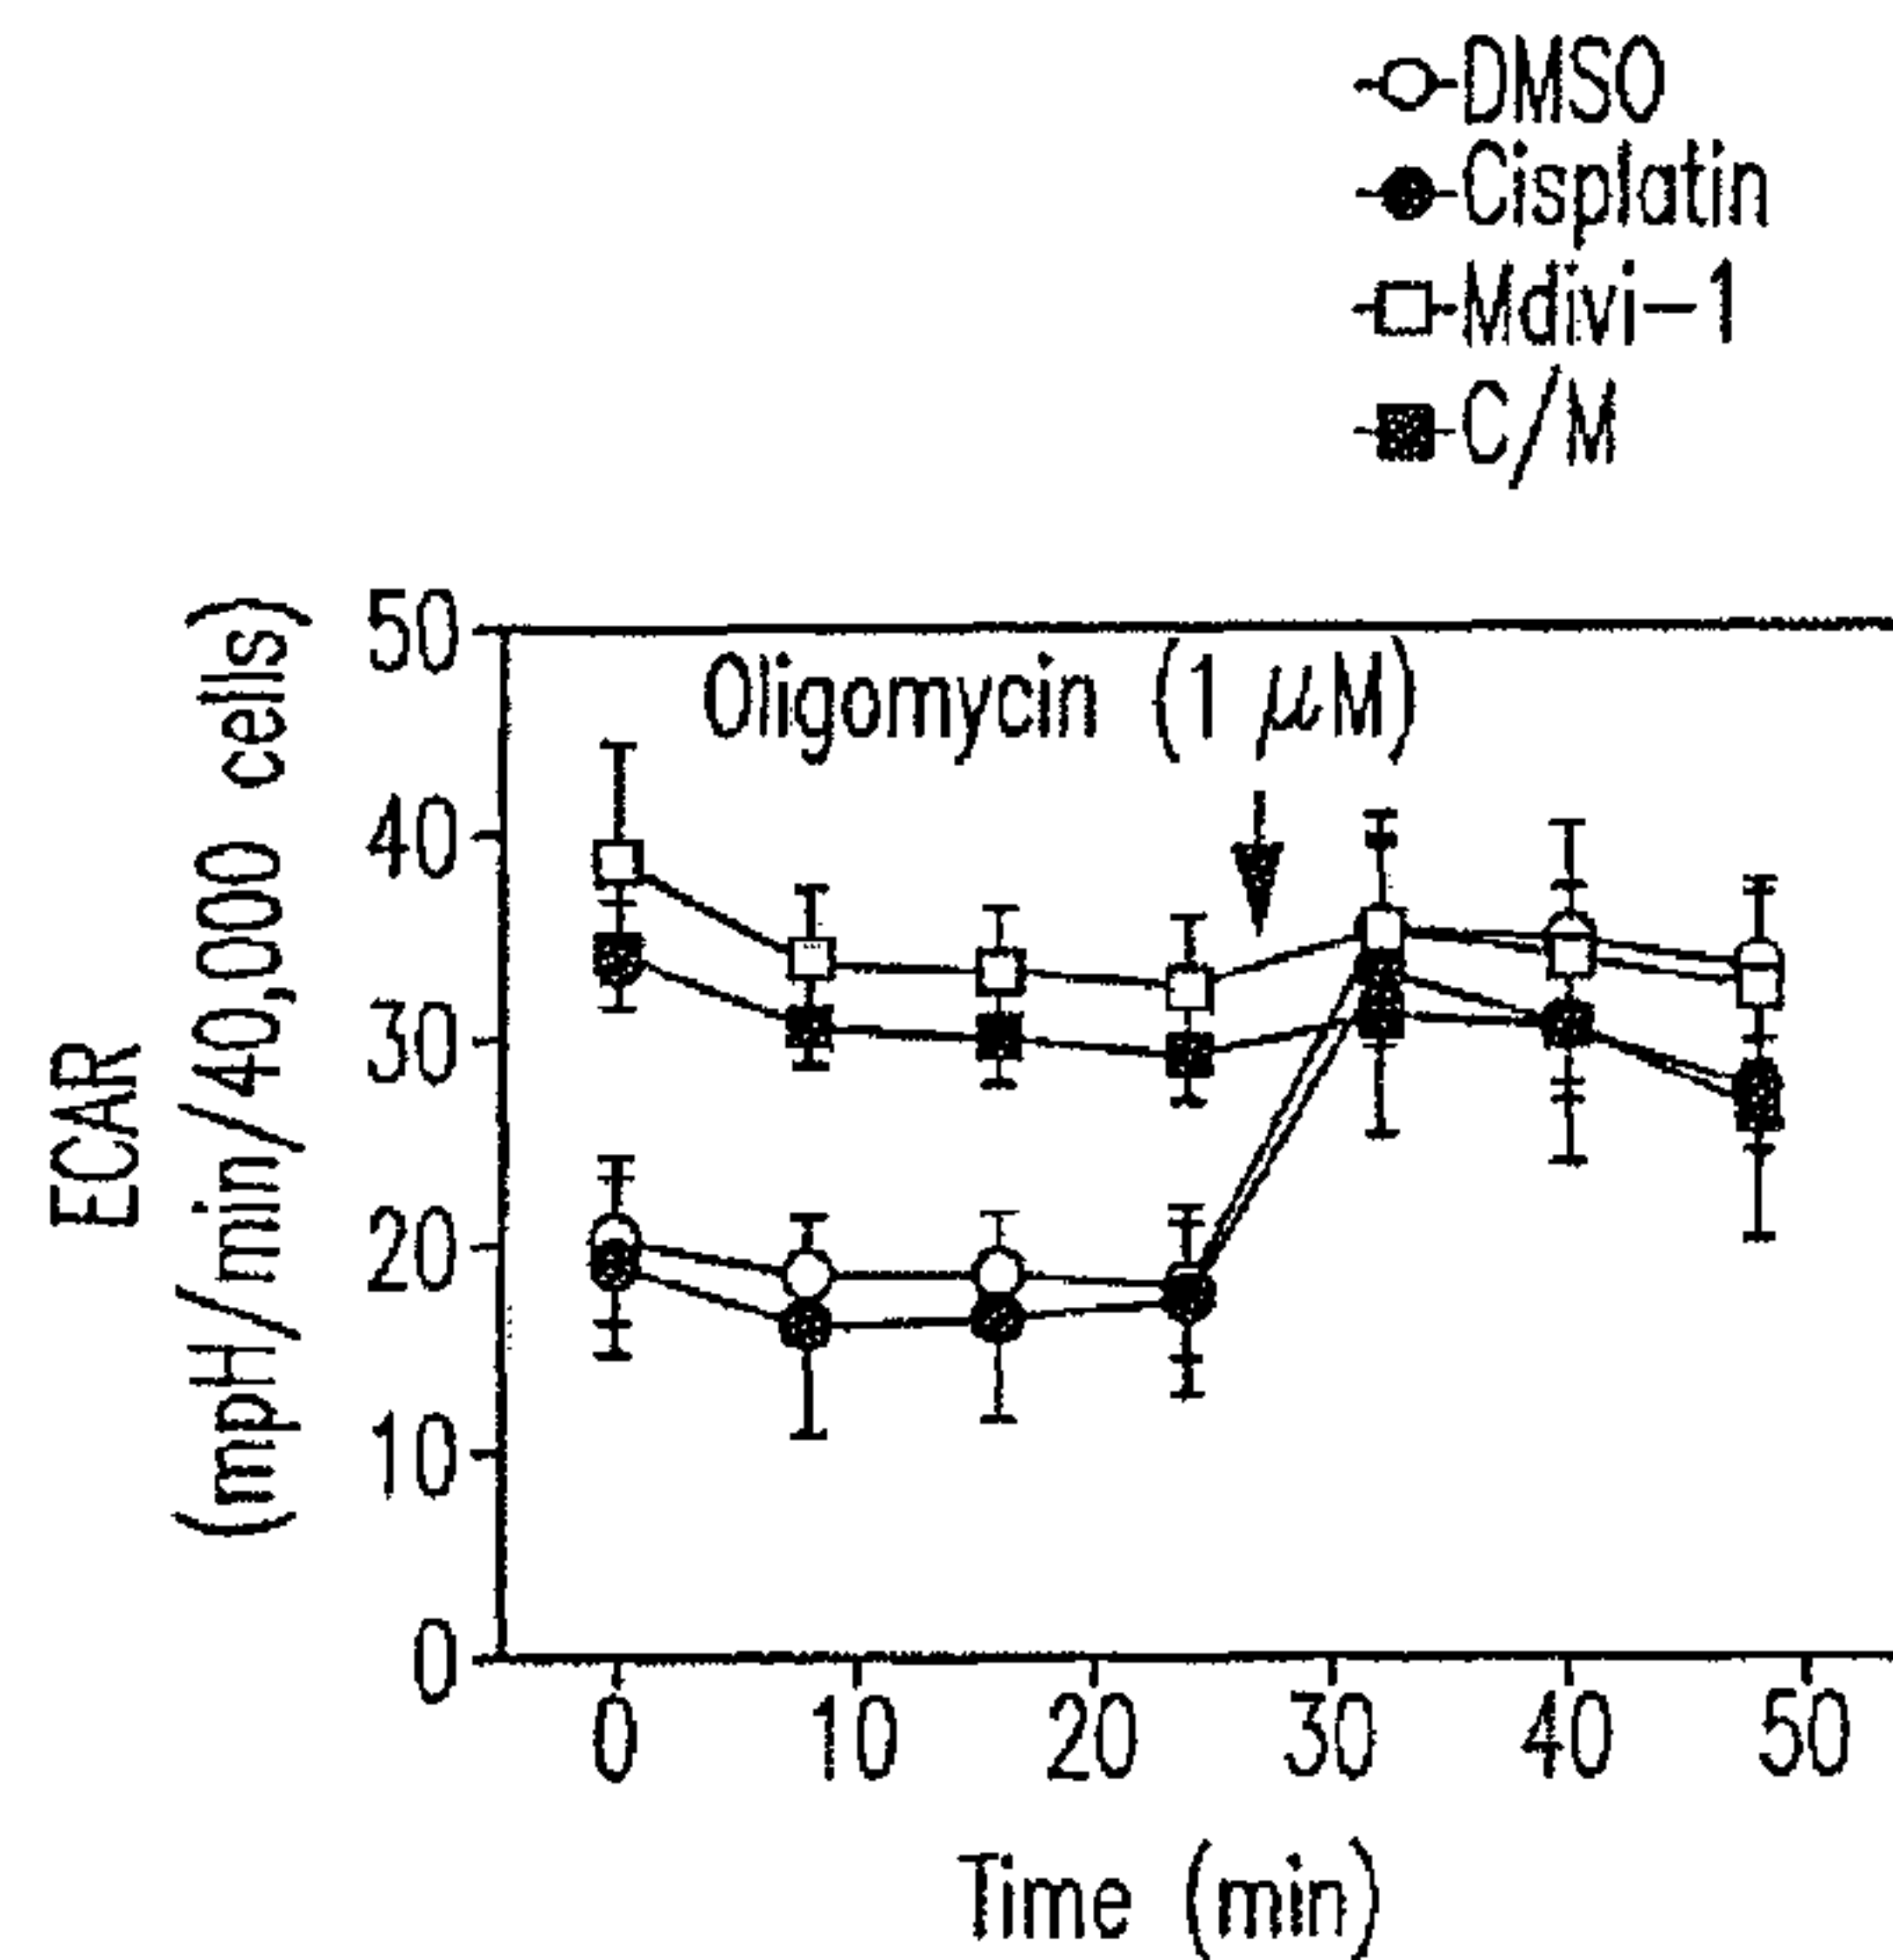 DMSO
Cisplatin
Mdivi-1
C/M
Oligomycin (1 μM)
ECAR
(mpH/min/40,000 cells)
50
40
30
20
10
0
0 10 20 30 40 50
Time (min)